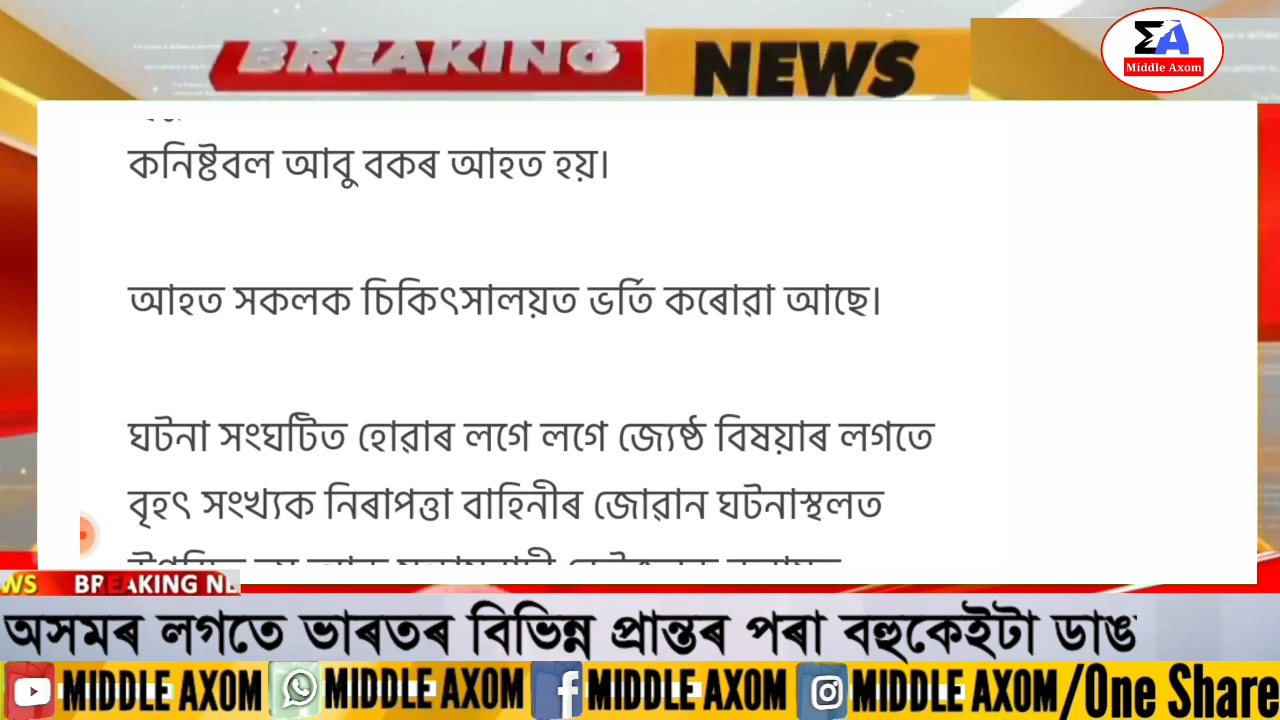 BREAKING NEWS
ΣA
Middle Axom
কনিষ্টবল আবু বকৰ আহত হয়।
আহত সকলক চিকিৎসালয়ত ভৰ্তি কৰোৱা আছে।
ঘটনা সংঘটিত হোৱাৰ লগে লগে জ্যেষ্ঠ বিষয়াৰ লগতে
বৃহৎ সংখ্যক নিৰাপত্তা বাহিনীৰ জোৱান ঘটনাস্থলত
WS BREAKING NE
অসমৰ লগতে ভাৰতৰ বিভিন্ন প্ৰান্তৰ পৰা বহুকেইটা ডাঙ
MIDDLE AXOM MIDDLE AXOM MIDDLE AXOM MIDDLE AXOM/One Share